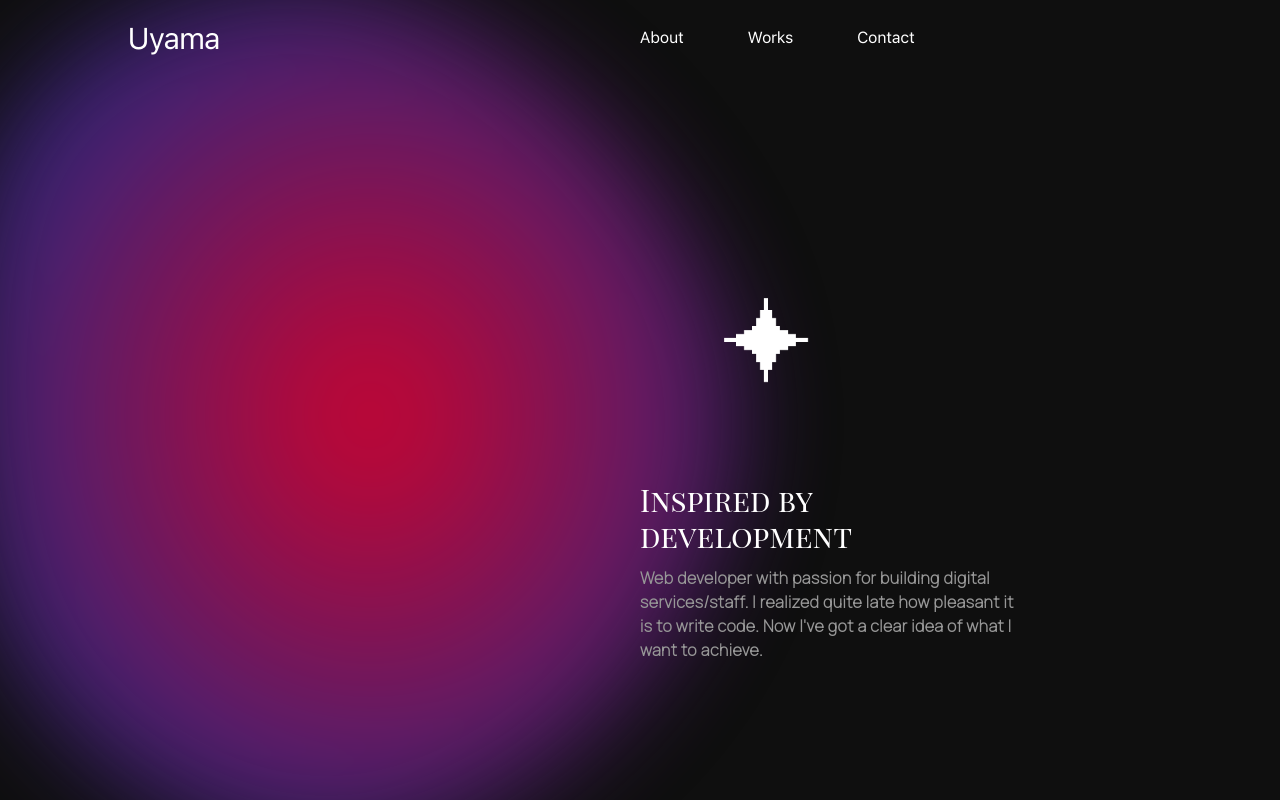 Uyama
About
Works
Contact
Inspired by
development
Web developer with passion for building digital
services/staff. I realized quite late how pleasant it
is to write code. Now I've got a clear idea of what I
want to achieve.